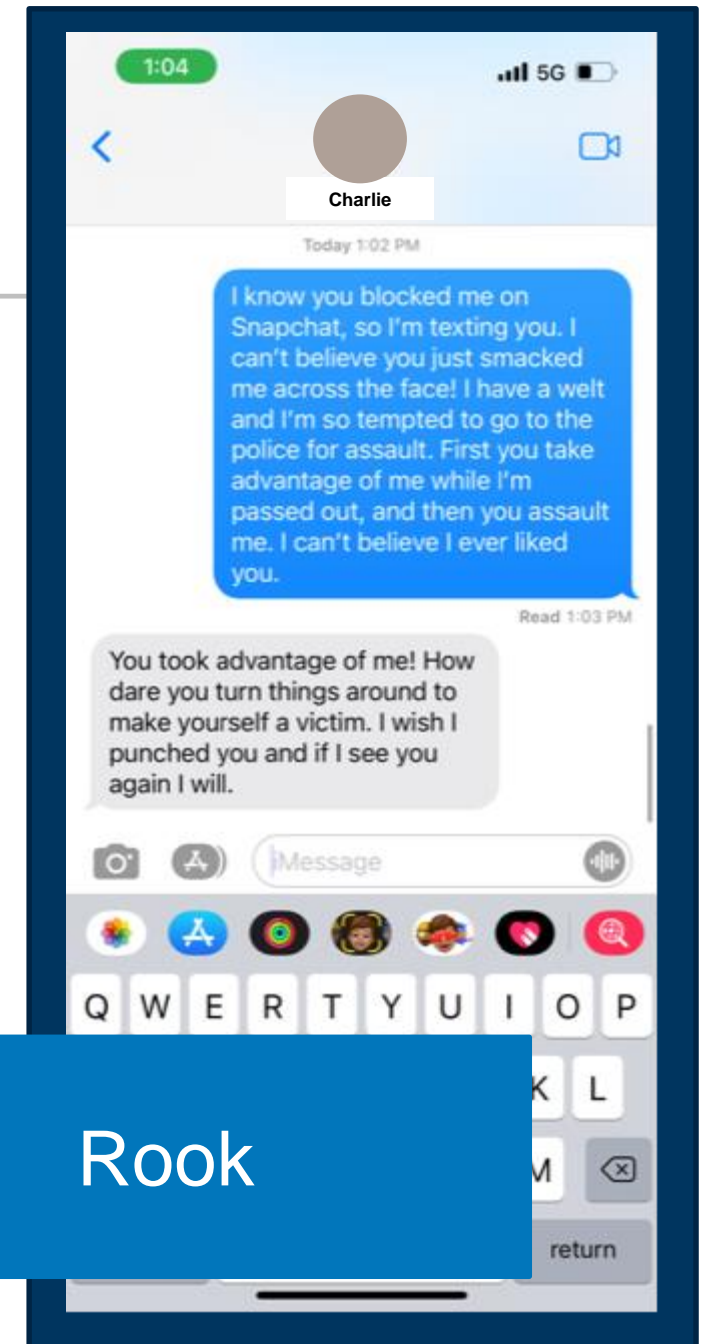 1:04
5G
Charlie
Today 1:02 PM
I know you blocked me on
Snapchat, so I'm texting you. I
can't believe you just smacked
me across the face! I have a welt
and I'm so tempted to go to the
police for assault. First you take
advantage of me while I'm
passed out, and then you assault
me. I can't believe I ever liked
you.
Read 1:03 PM
You took advantage of me! How
dare you turn things around to
make yourself a victim. I wish I
punched you and if I see you
again I will.
iMessage
Q W E R T Y U I O P
K L
Rook
M
return